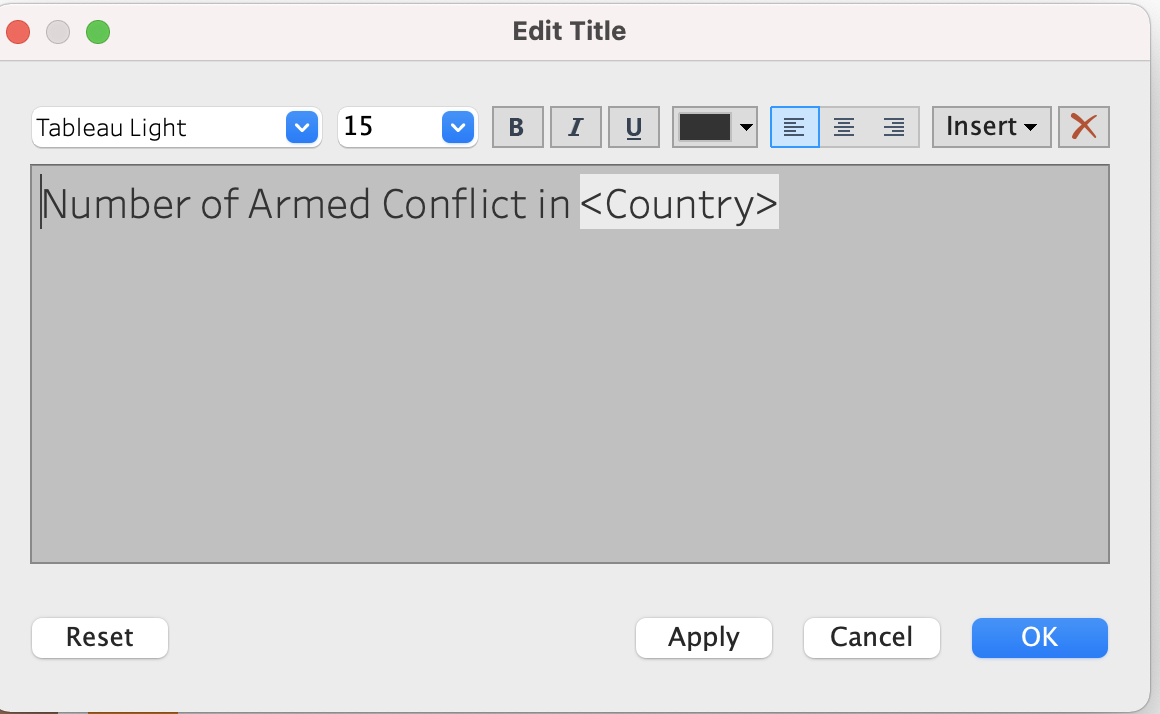 Edit Title
Tableau Light 15 B I U Insert
Number of Armed Conflict in <Country>
Reset Apply Cancel OK